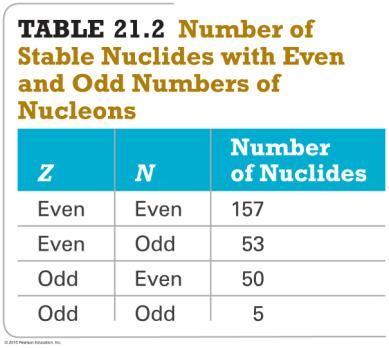 TABLE 21.2 Number of
Stable Nuclides with Even
and Odd Numbers of
Nucleons
Number
Z N of Nuclides
Even Even 157
Even Odd 53
Odd Even 50
Odd Odd 5
© 2015 Pearson Education, Inc.